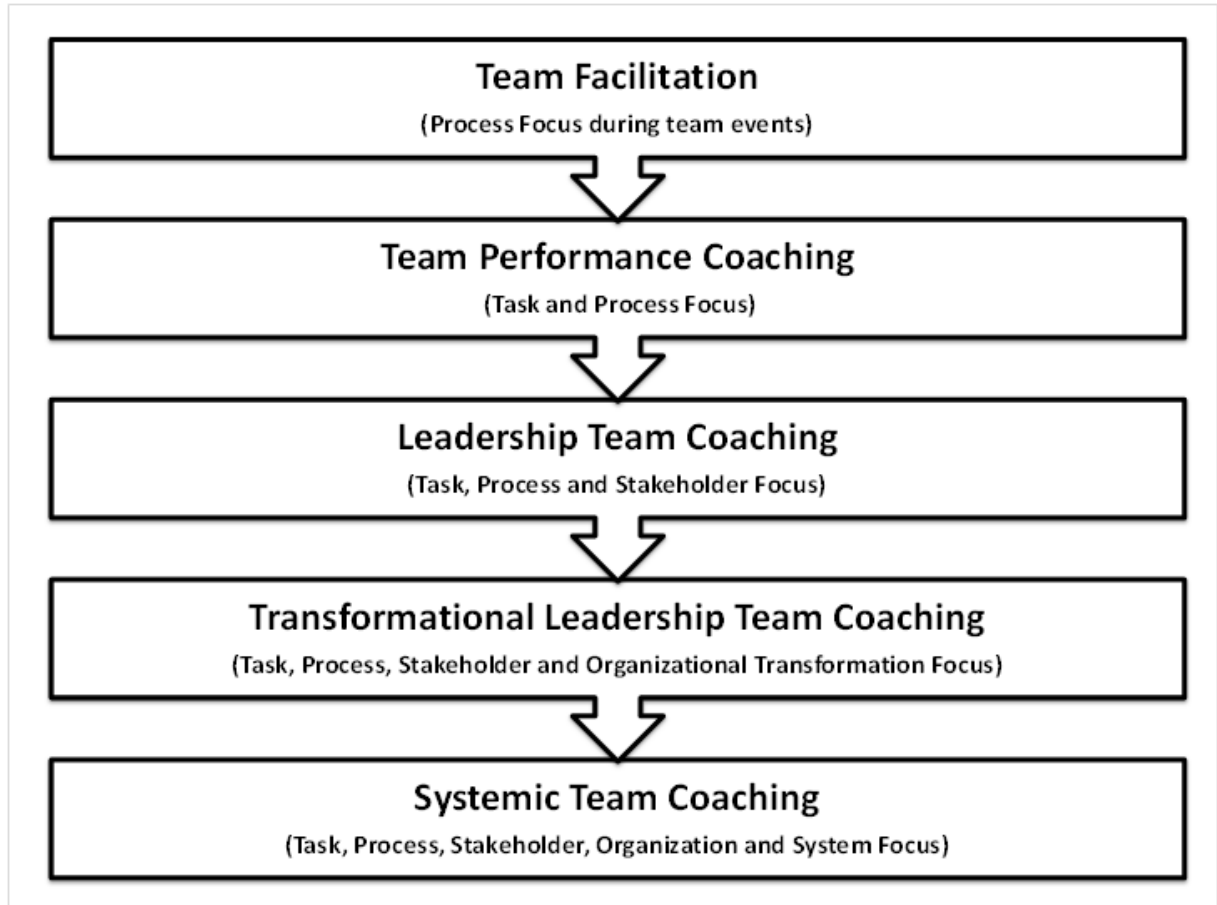 Team Facilitation
(Process Focus during team events)
Team Performance Coaching
(Task and Process Focus)
Leadership Team Coaching
(Task, Process and Stakeholder Focus)
Transformational Leadership Team Coaching
(Task, Process, Stakeholder and Organizational Transformation Focus)
Systemic Team Coaching
(Task, Process, Stakeholder, Organization and System Focus)